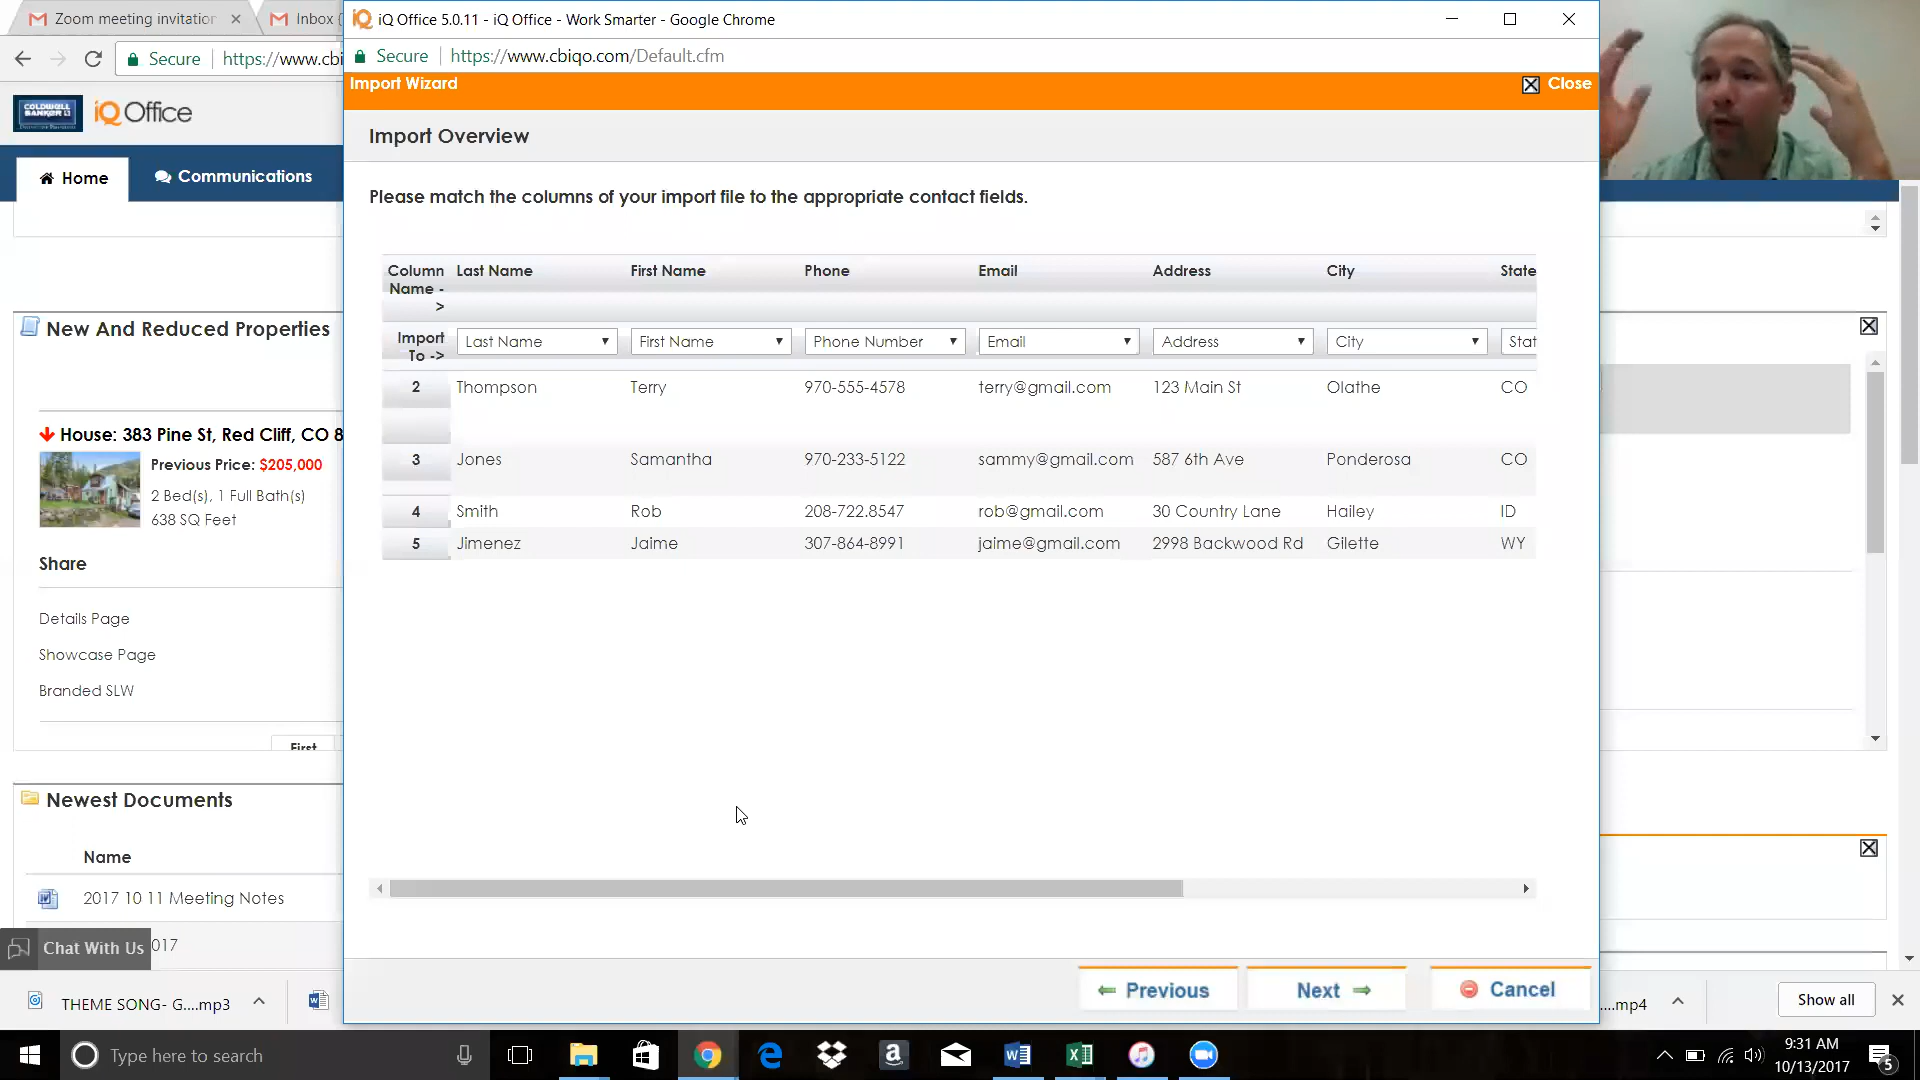 Zoom meeting invitation
Inbox
iQ Office 5.0.11 - iQ Office - Work Smarter - Google Chrome
Secure
https://www.cbi
Secure
https://www.cbiqo.com/Default.cfm
Import Wizard
Close
COLDWELL BANKER
iQ Office
Import Overview
Home
Communications
Please match the columns of your import file to the appropriate contact fields.
Column Name -> Last Name First Name Phone Email Address City State
Import To -> Last Name First Name Phone Number Email Address City Stat
2 Thompson Terry 970-555-4578 terry@gmail.com 123 Main St Olathe CO
3 Jones Samantha 970-233-5122 sammy@gmail.com 587 6th Ave Ponderosa CO
4 Smith Rob 208-722.8547 rob@gmail.com 30 Country Lane Hailey ID
5 Jimenez Jaime 307-864-8991 jaime@gmail.com 2998 Backwood Rd Gilette WY
New And Reduced Properties
House: 383 Pine St, Red Cliff, CO 8
Previous Price: $205,000
2 Bed(s), 1 Full Bath(s)
638 SQ Feet
Share
Details Page
Showcase Page
Branded SLW
First
Newest Documents
Name
2017 10 11 Meeting Notes
Chat With Us
017
Previous
Next
Cancel
THEME SONG- G....mp3
....mp4
Show all
Type here to search
9:31 AM
10/13/2017
5